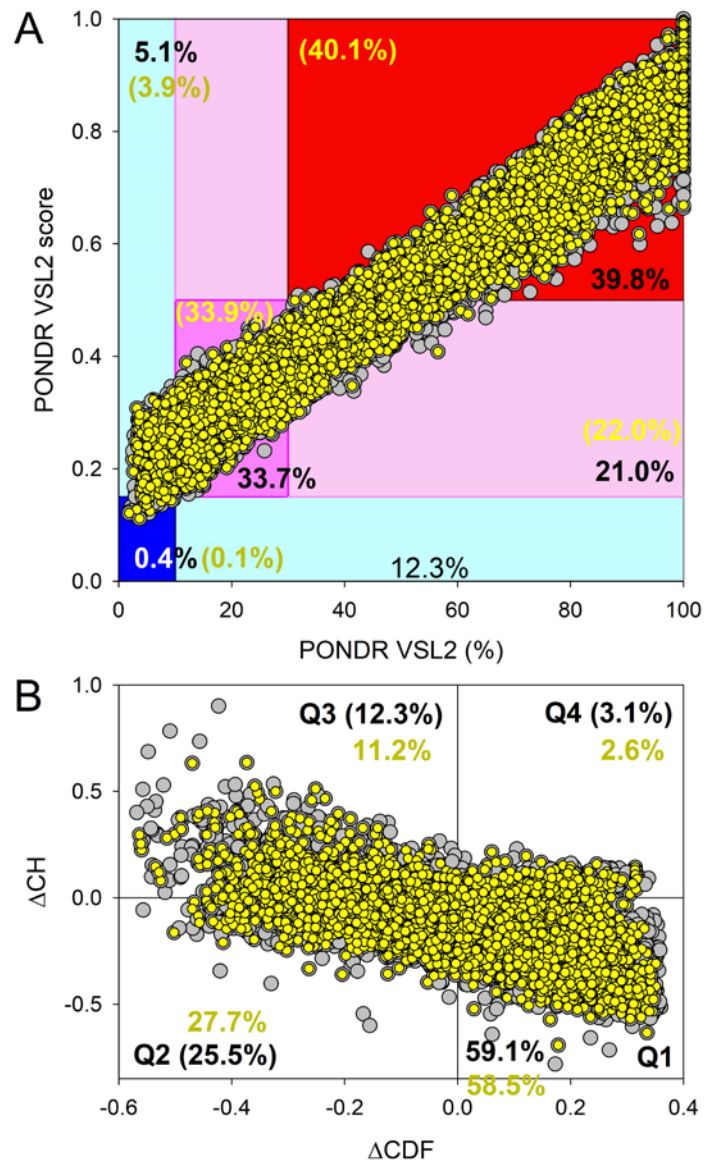 A
5.1%
(3.9%)
(40.1%)
1.0
0.8
0.6
0.4
0.2
0.0
PONDR VSL2 score
39.8%
(33.9%)
(22.0%)
33.7%
21.0%
0.4%
(0.1%)
12.3%
0 20 40 60 80 100
PONDR VSL2 (%)
B
Q3 (12.3%)
11.2%
Q4 (3.1%)
2.6%
1.0
0.5
0.0
-0.5
ΔCH
27.7%
Q2 (25.5%)
59.1%
58.5%
Q1
-0.6 -0.4 -0.2 0.0 0.2 0.4
ΔCDF